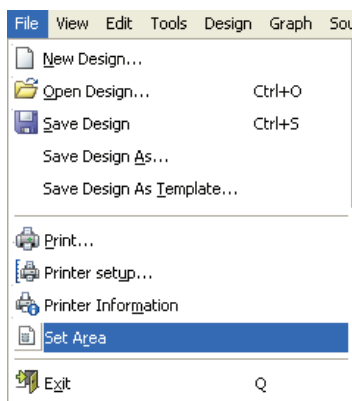 File View Edit Tools Design Graph Sou
New Design...
Open Design... Ctrl+O
Save Design Ctrl+S
Save Design As...
Save Design As Template...
Print...
Printer setup...
Printer Information
Set Area
Exit Q